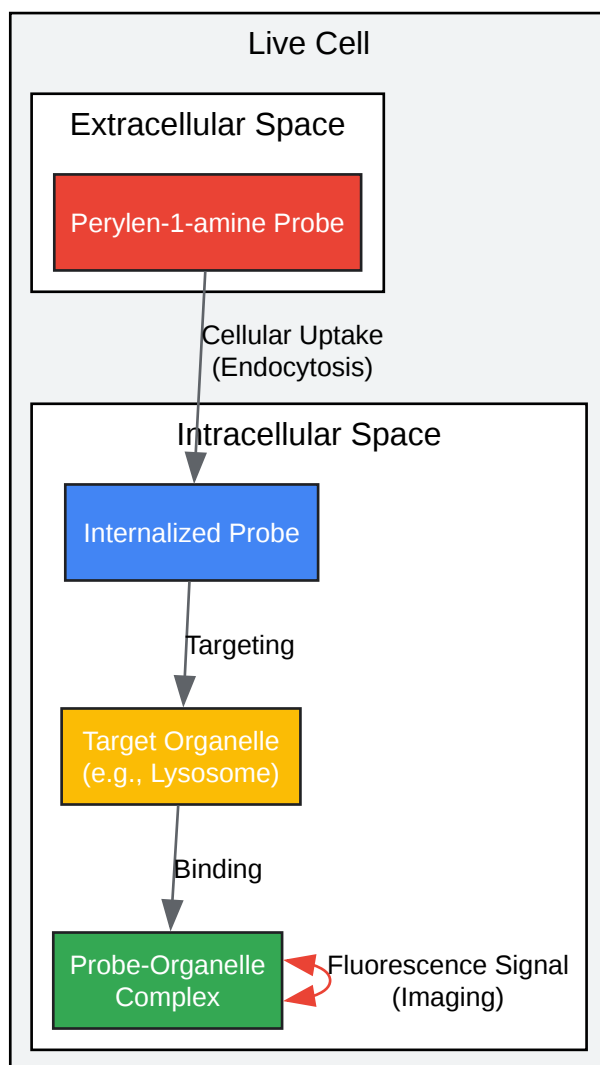 Live Cell
Extracellular Space
Perylen-1-amine Probe
Cellular Uptake
(Endocytosis)
Intracellular Space
Internalized Probe
Targeting
Target Organelle
(e.g., Lysosome)
Binding
Probe-Organelle
Complex
Fluorescence Signal
(Imaging)